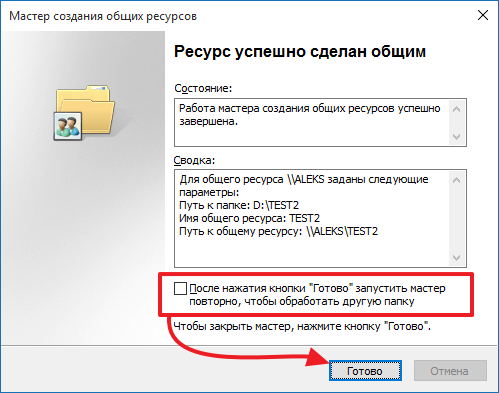 Мастер создания общих ресурсов
Ресурс успешно сделан общим
Состояние:
Работа мастера создания общих ресурсов успешно
завершена.
Сводка:
Для общего ресурса \\ALEKS заданы следующие
параметры:
Путь к папке: D:\TEST2
Имя общего ресурса: TEST2
Путь к общему ресурсу: \\ALEKS\TEST2
После нажатия кнопки "Готово" запустить мастер
повторно, чтобы обработать другую папку
Чтобы закрыть мастер, нажмите кнопку "Готово".
Готово
Отмена